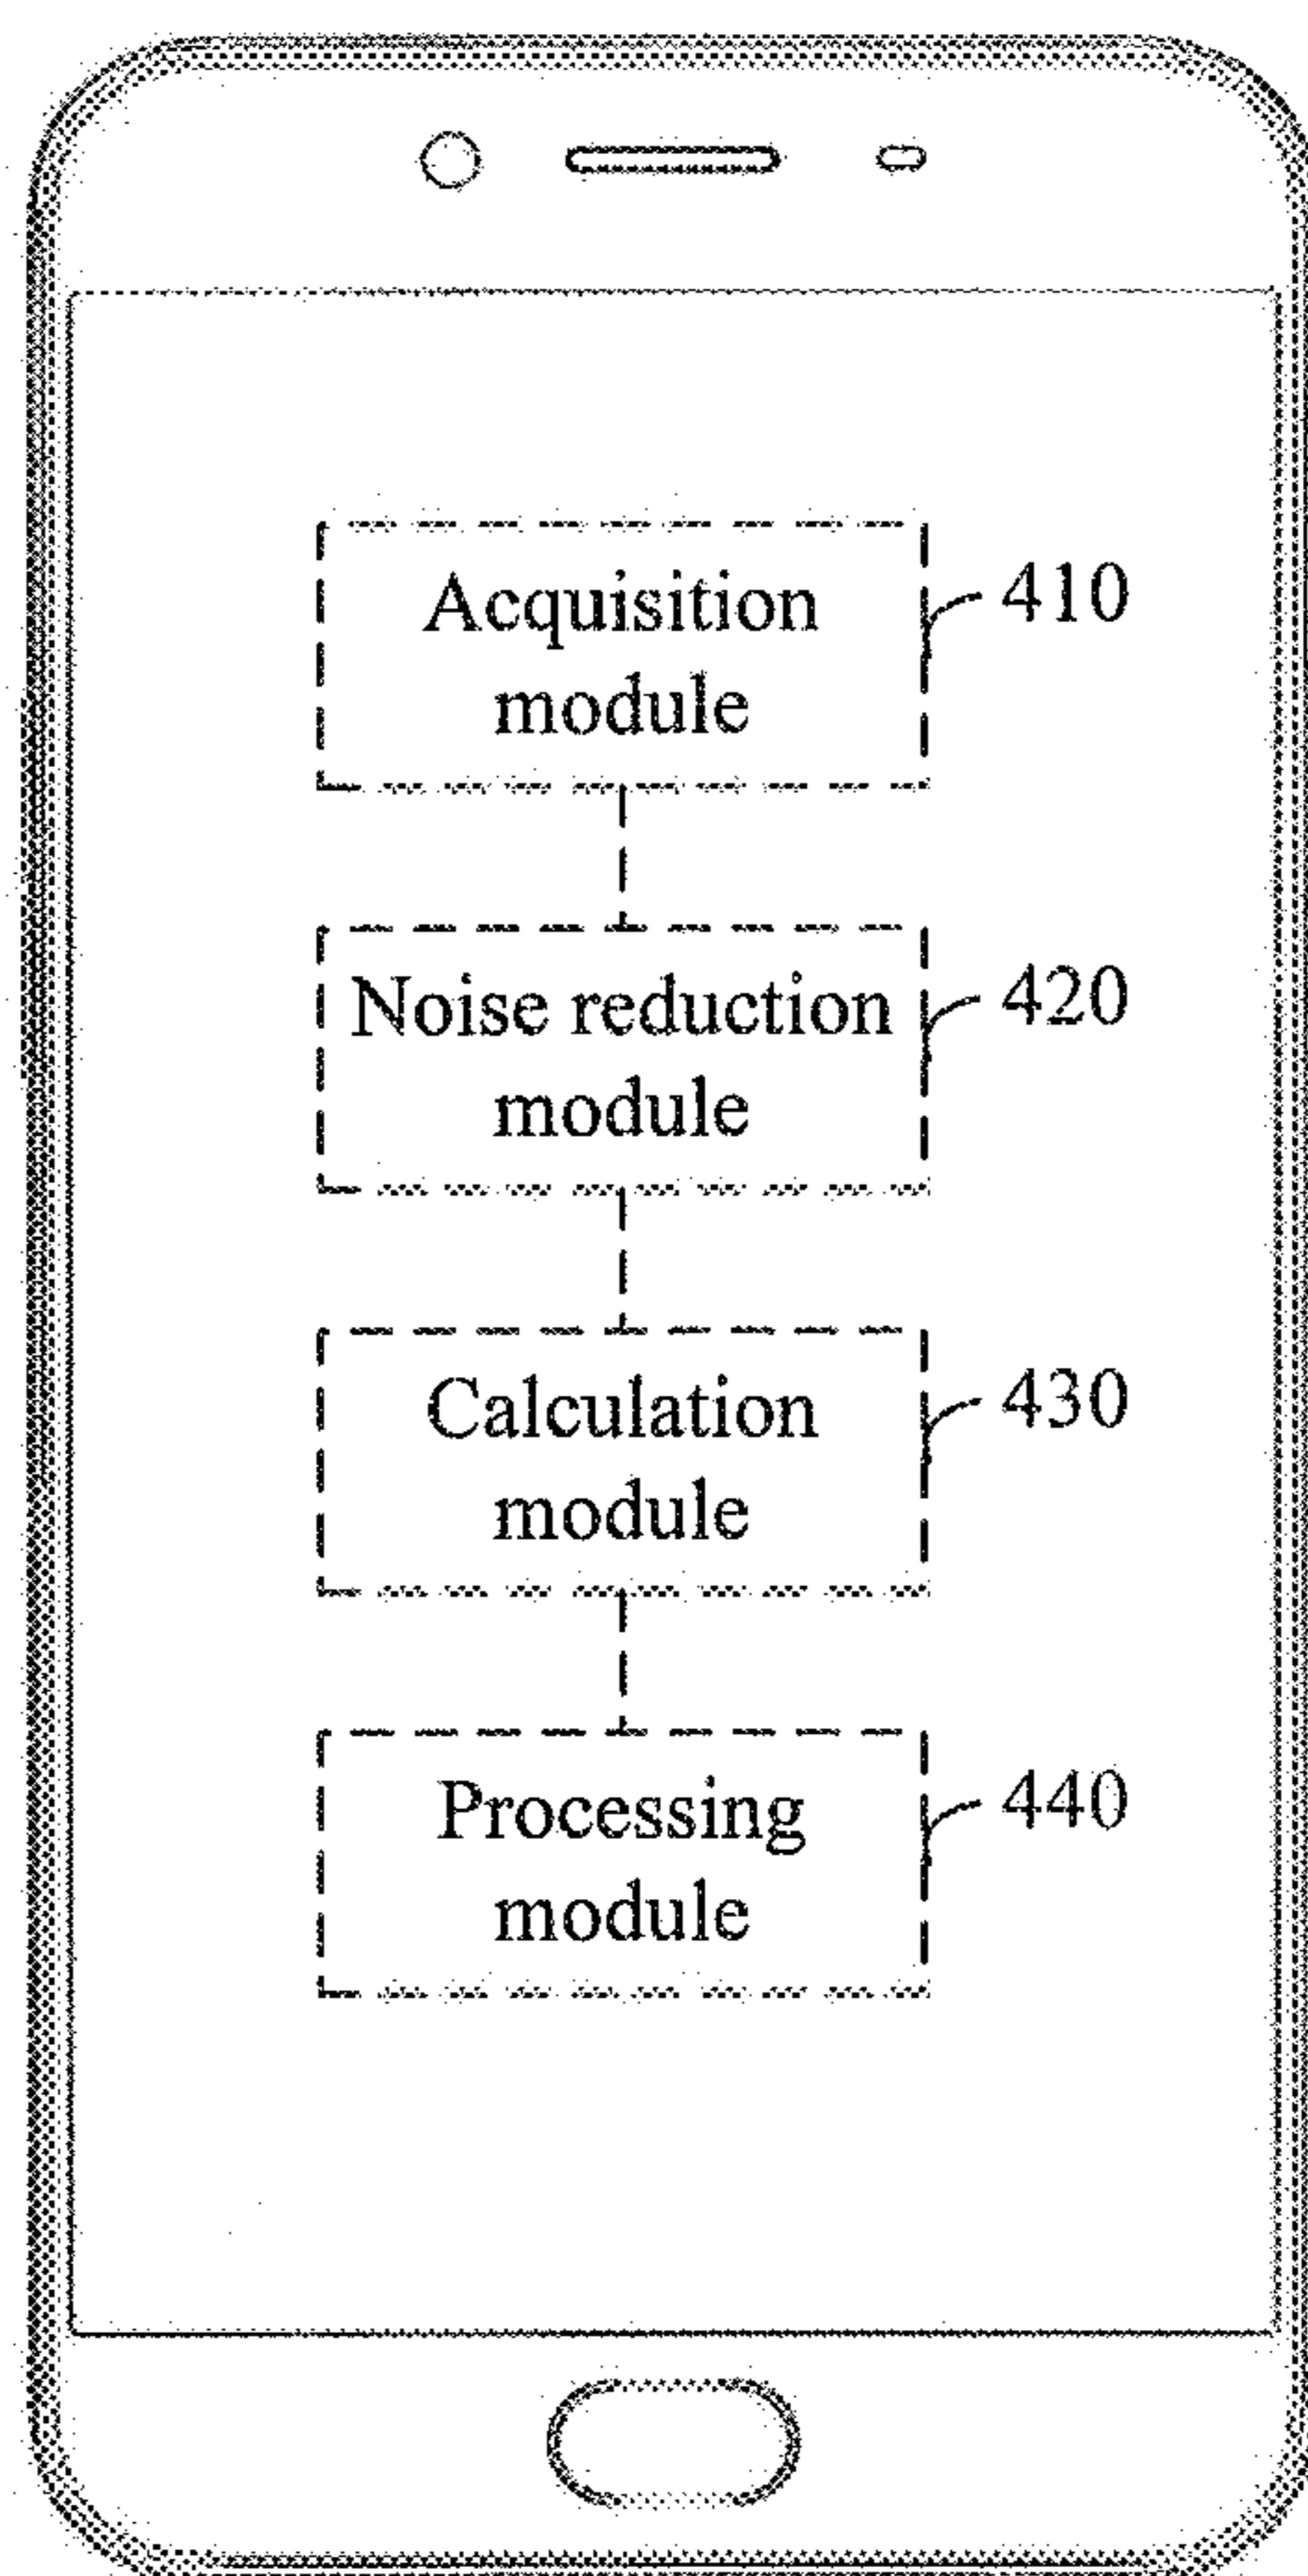 Acquisition
module
410
Noise reduction
module
420
Calculation
module
430
Processing
module
440